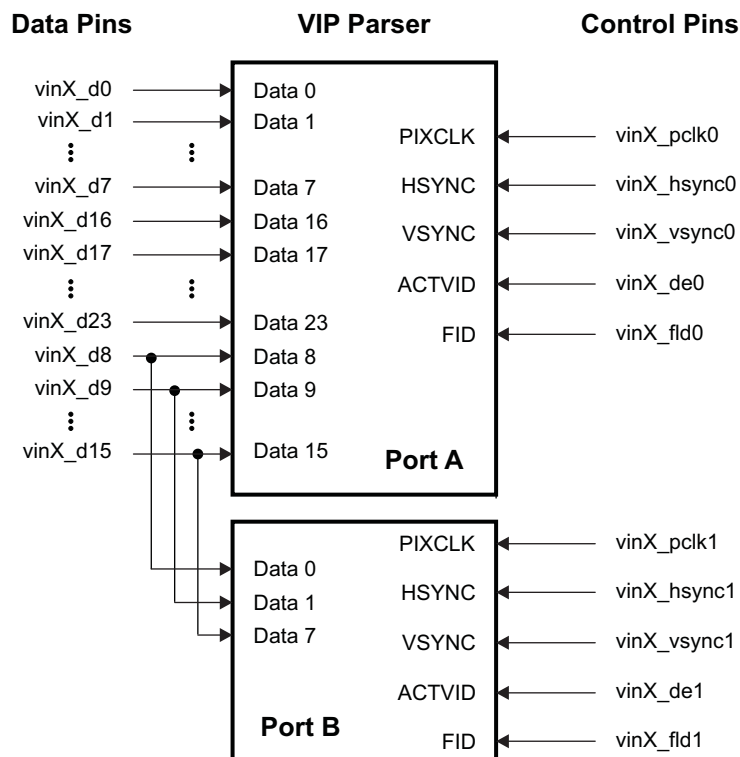 Data Pins VIP Parser Control Pins
vinX_d0 Data 0
vinX_d1 Data 1
PIXCLK vinX_pclk0
vinX_d7 Data 7 HSYNC vinX_hsync0
vinX_d16 Data 16
VSYNC vinX_vsync0
vinX_d17 Data 17
ACTVID vinX_de0
vinX_d23 Data 23
FID vinX_fld0
vinX_d8 Data 8
vinX_d9 Data 9
vinX_d15 Data 15 Port A
PIXCLK vinX_pclk1
Data 0
HSYNC vinX_hsync1
Data 1
Data 7 VSYNC vinX_vsync1
ACTVID vinX_de1
Port B
FID vinX_fld1